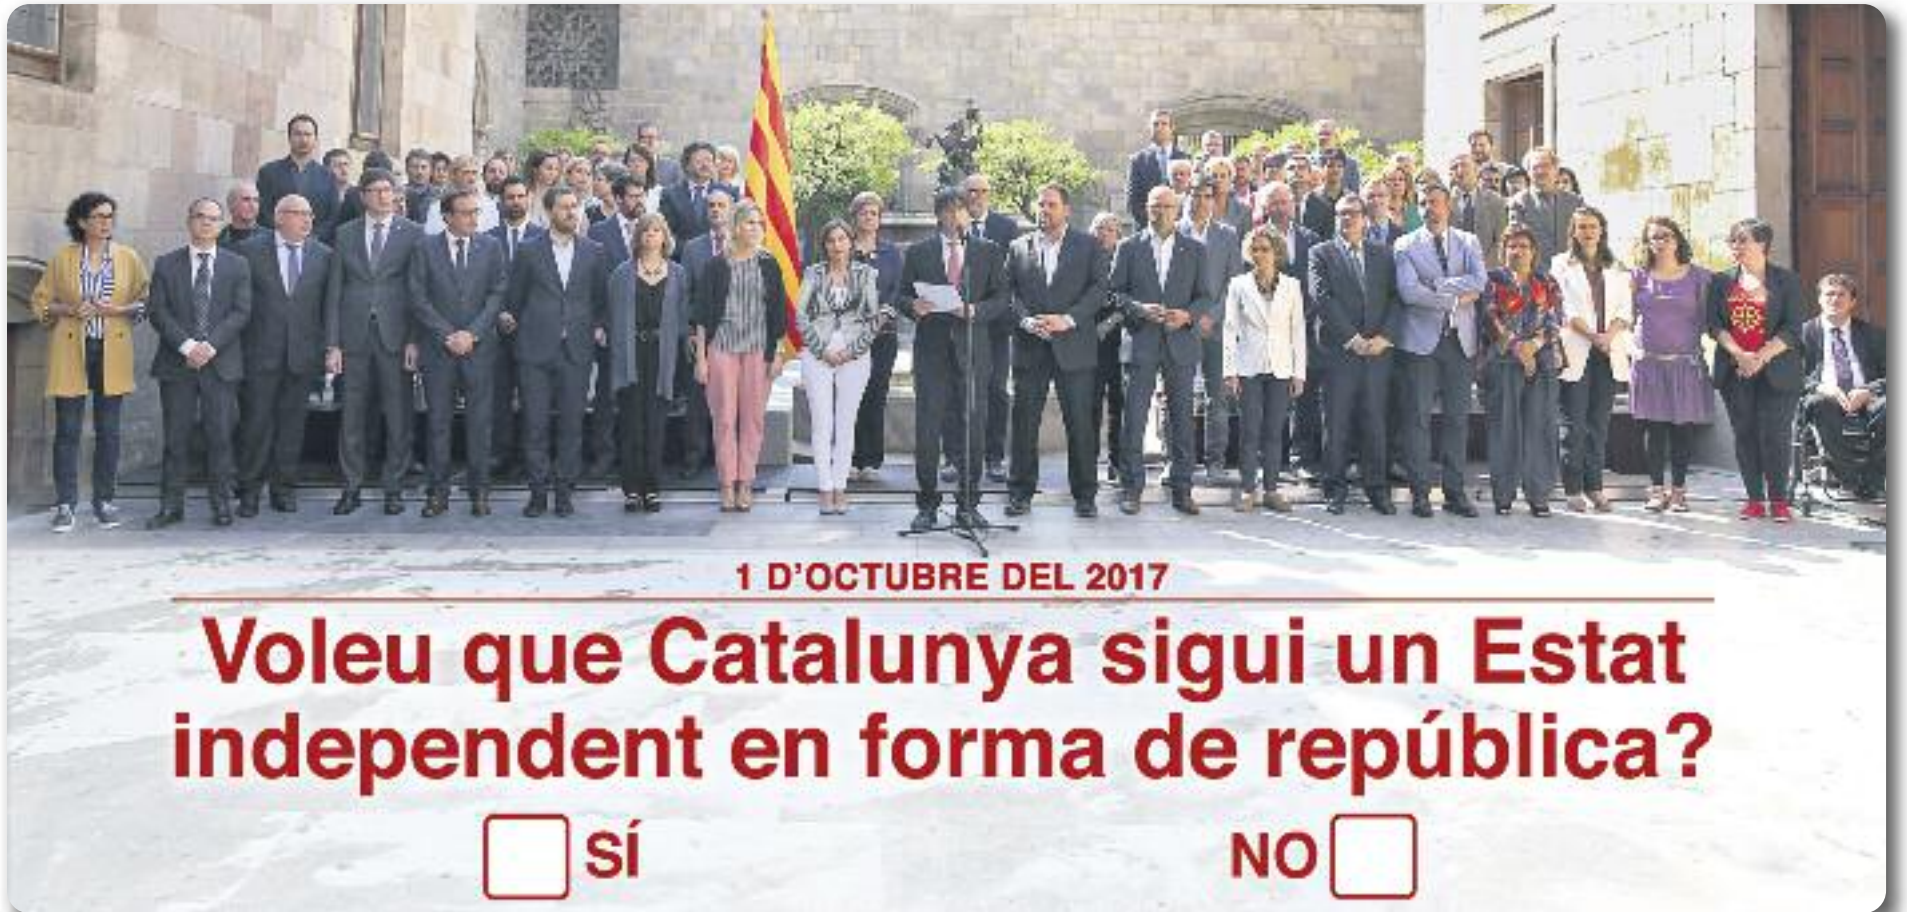 1 D'OCTUBRE DEL 2017
Voleu que Catalunya sigui un Estat
independent en forma de república?
SÍ NO